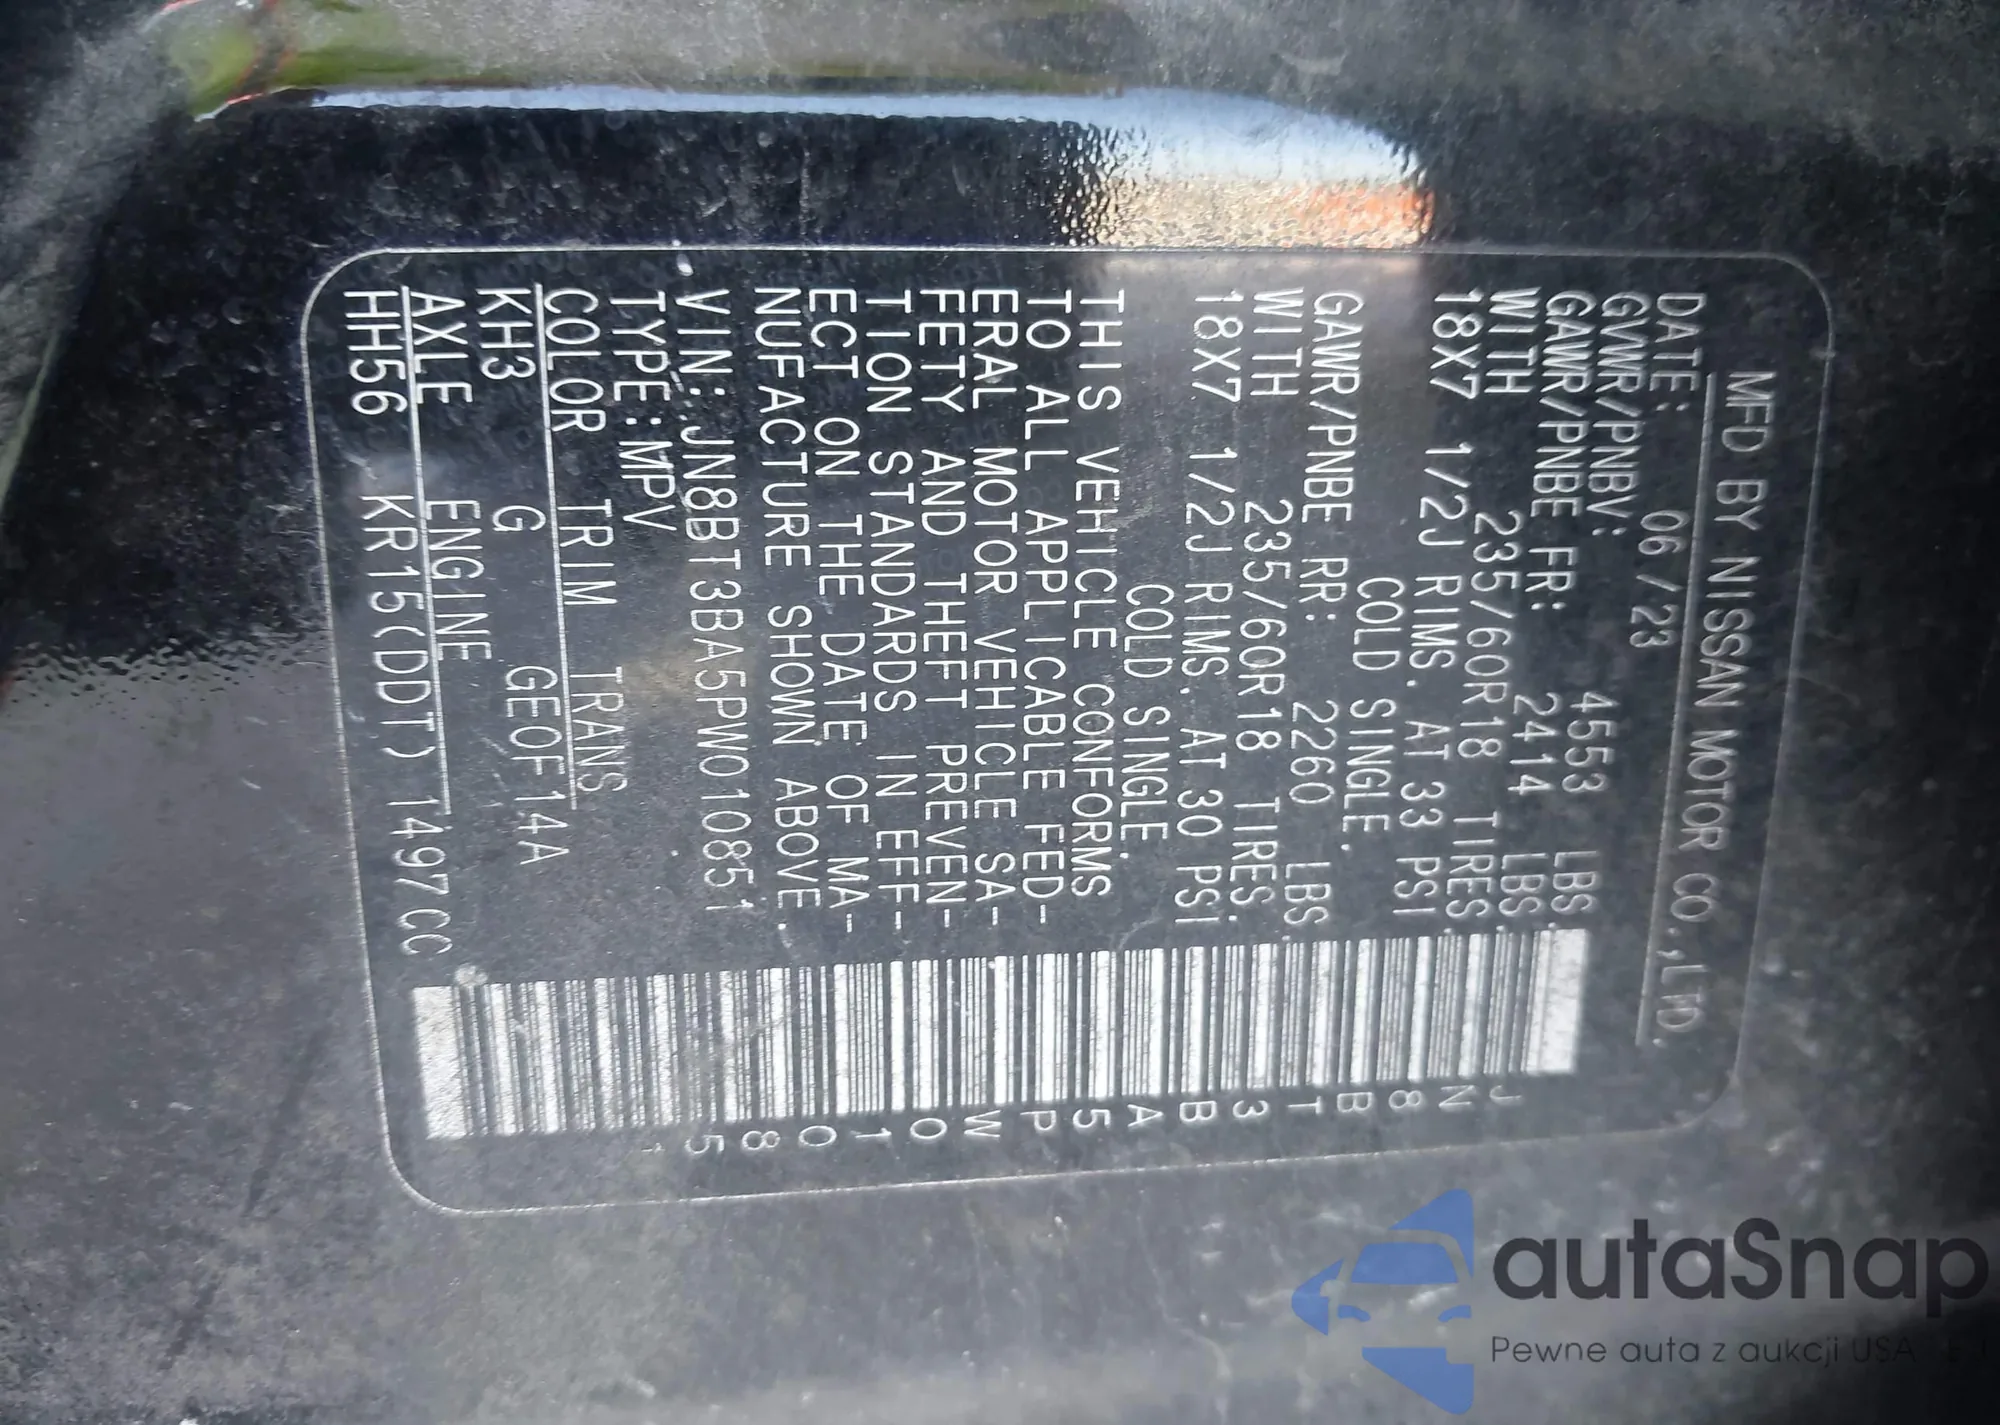 MFD BY NISSAN MOTOR CO.,LTD.
DATE: 06/23
GVWR/PNBV: 4553 LBS.
GAWR/PNBE FR: 2414 LBS.
WITH 235/60R18 TIRES.
18X7 1/2J RIMS. AT 33 PSI
COLD SINGLE.
GAWR/PNBE RR: 2260 LBS.
WITH 235/60R18 TIRES.
18X7 1/2J RIMS. AT 30 PSI
COLD SINGLE.
THIS VEHICLE CONFORMS
TO ALL APPLICABLE FED-
ERAL MOTOR VEHICLE SA-
FETY AND THEFT PREVEN-
TION STANDARDS IN EFF-
ECT ON THE DATE OF MA-
NUFACTURE SHOWN ABOVE.
VIN:JN8BT3BA5PW010851
TYPE:MPV
COLOR TRIM TRANS
KH3 G GE0F14A
AXLE ENGINE
HH56 KR15(DDT) 1497CC
JN8BT3BA5PW010851
autaSnap
Pewne auta z aukcji USA